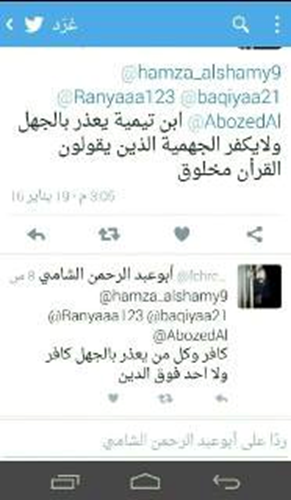 غرّد
@hamza_alshamy9
@Ranyaaa123 @baqiyaa21
@AbozedAl ابن تيمية يعذر بالجهل
ولايكفر الجهمية الذين يقولون
القرأن مخلوق
3:05 م · 19 يناير 16
أبوعبد الرحمن الشامي 8 س
@hamza_alshamy9
@Ranyaaa123 @baqiyaa21
@AbozedAl
كافر وكل من يعذر بالجهل كافر
ولا احد فوق الدين
ردًا على أبوعبد الرحمن الشامي